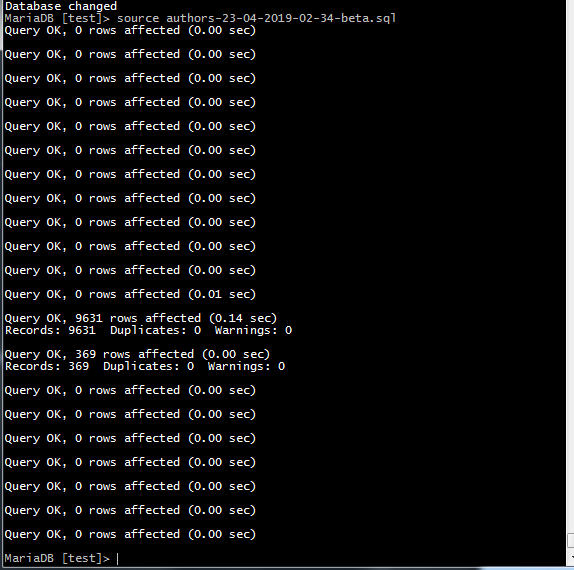 Database changed
MariaDB [test]> source authors-23-04-2019-02-34-beta.sql
Query OK, 0 rows affected (0.00 sec)
Query OK, 0 rows affected (0.00 sec)
Query OK, 0 rows affected (0.00 sec)
Query OK, 0 rows affected (0.00 sec)
Query OK, 0 rows affected (0.00 sec)
Query OK, 0 rows affected (0.00 sec)
Query OK, 0 rows affected (0.00 sec)
Query OK, 0 rows affected (0.00 sec)
Query OK, 0 rows affected (0.00 sec)
Query OK, 0 rows affected (0.00 sec)
Query OK, 0 rows affected (0.00 sec)
Query OK, 0 rows affected (0.01 sec)
Query OK, 9631 rows affected (0.14 sec)
Records: 9631  Duplicates: 0  Warnings: 0
Query OK, 369 rows affected (0.00 sec)
Records: 369  Duplicates: 0  Warnings: 0
Query OK, 0 rows affected (0.00 sec)
Query OK, 0 rows affected (0.00 sec)
Query OK, 0 rows affected (0.00 sec)
Query OK, 0 rows affected (0.00 sec)
Query OK, 0 rows affected (0.00 sec)
Query OK, 0 rows affected (0.00 sec)
Query OK, 0 rows affected (0.00 sec)
MariaDB [test]>